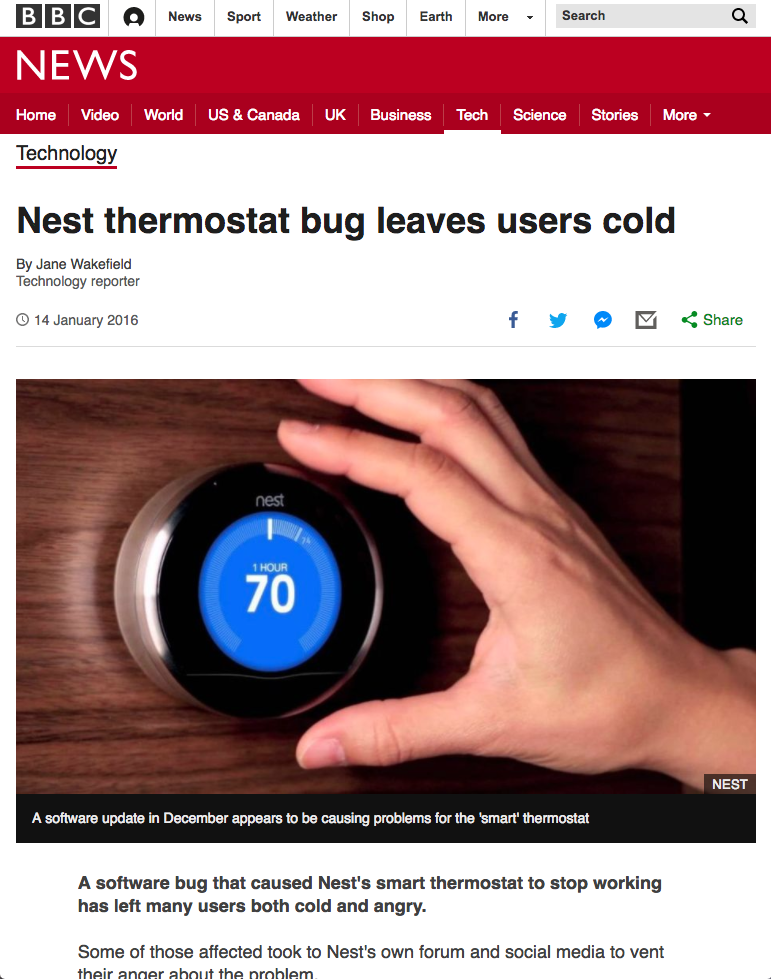 BBC News Sport Weather Shop Earth More Search
NEWS
Home Video World US & Canada UK Business Tech Science Stories More
Technology
Nest thermostat bug leaves users cold
By Jane Wakefield
Technology reporter
14 January 2016 Share
nest
74
1 HOUR
70
NEST
A software update in December appears to be causing problems for the 'smart' thermostat
A software bug that caused Nest's smart thermostat to stop working
has left many users both cold and angry.
Some of those affected took to Nest's own forum and social media to vent
their anger about the problem.